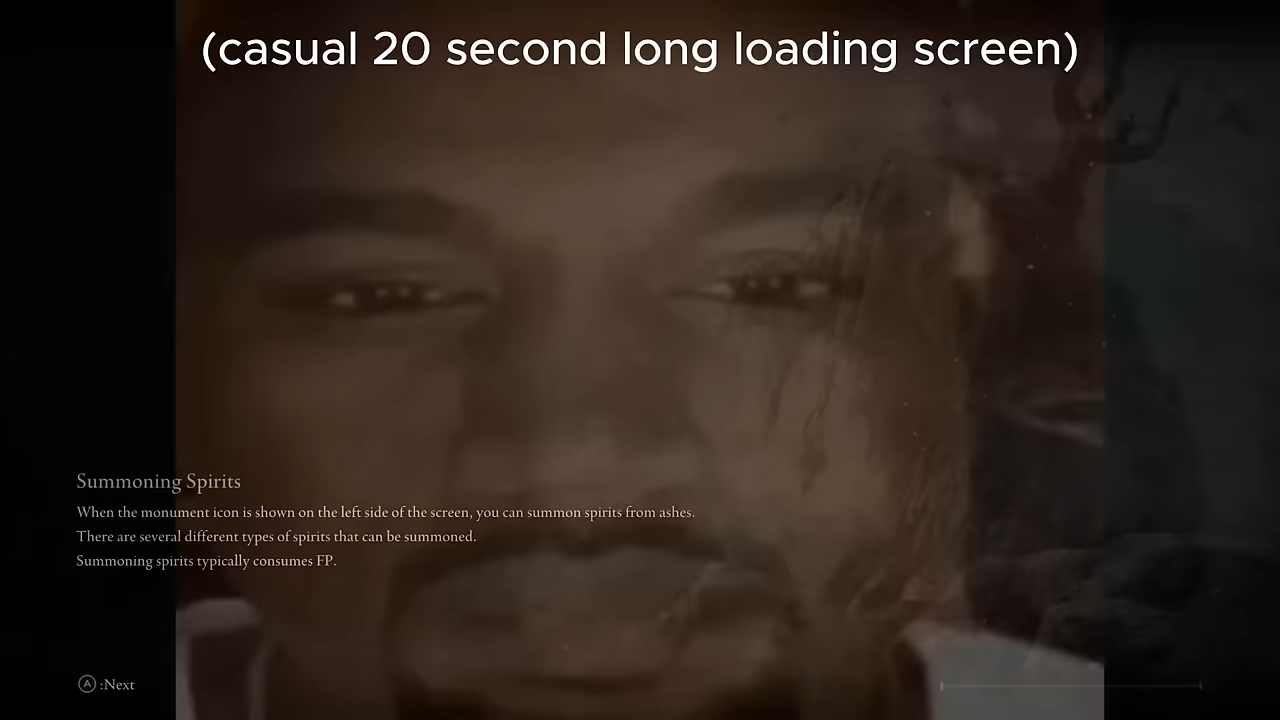 (casual 20 second long loading screen)
Summoning Spirits
When the monument icon is shown on the left side of the screen, you can summon spirits from ashes.
There are several different types of spirits that can be summoned.
Summoning spirits typically consumes FP.
A :Next